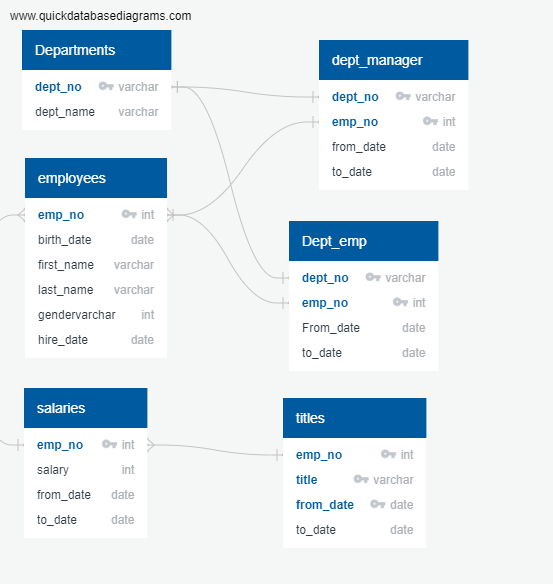 www.quickdatabasediagrams.com
Departments
dept_no varchar
dept_name varchar
employees
emp_no int
birth_date date
first_name varchar
last_name varchar
gendervarchar int
hire_date date
salaries
emp_no int
salary int
from_date date
to_date date
dept_manager
dept_no varchar
emp_no int
from_date date
to_date date
Dept_emp
dept_no varchar
emp_no int
From_date date
to_date date
titles
emp_no int
title varchar
from_date date
to_date date